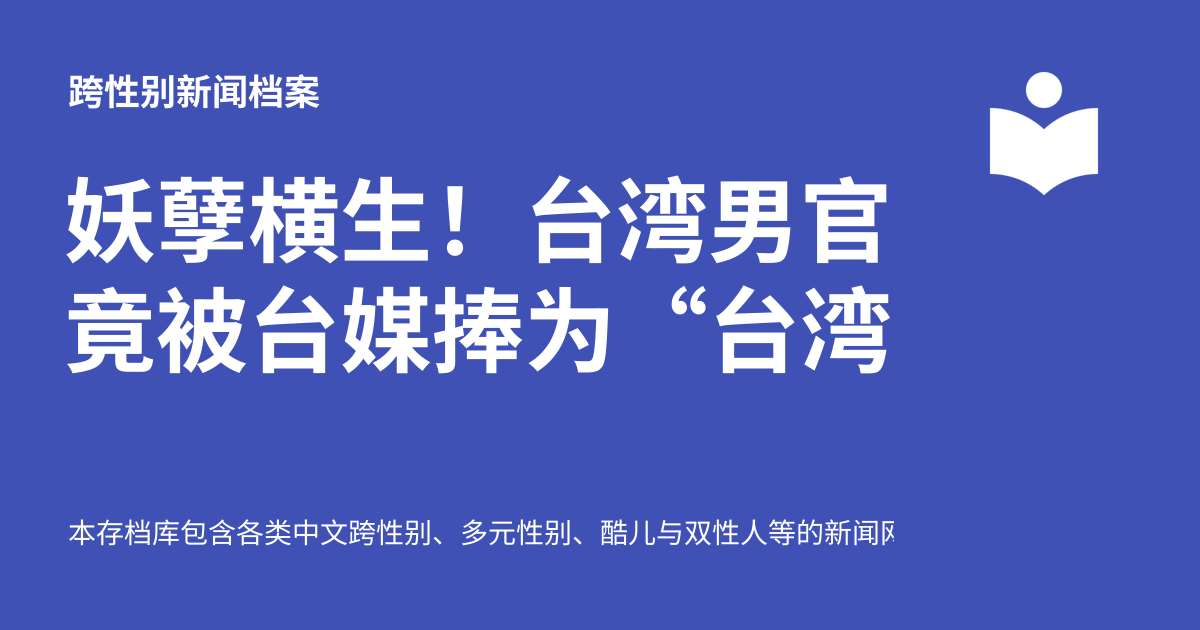 跨性别新闻档案
妖孽横生！台湾男官
竟被台媒捧为“台湾
本存档库包含各类中文跨性别、多元性别、酷儿与双性人等的新闻网